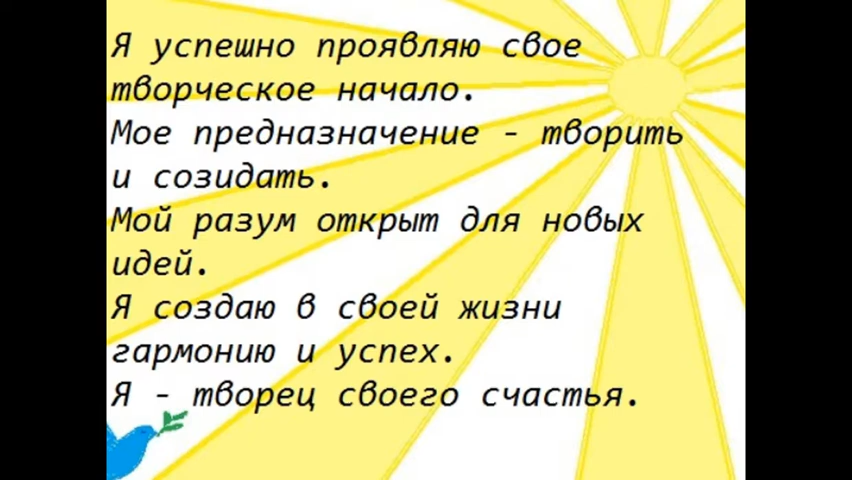 Я успешно проявляю свое
творческое начало.
Мое предназначение - творить
и созидать.
Мой разум открыт для новых
идей.
Я создаю в своей жизни
гармонию и успех.
Я - творец своего счастья.